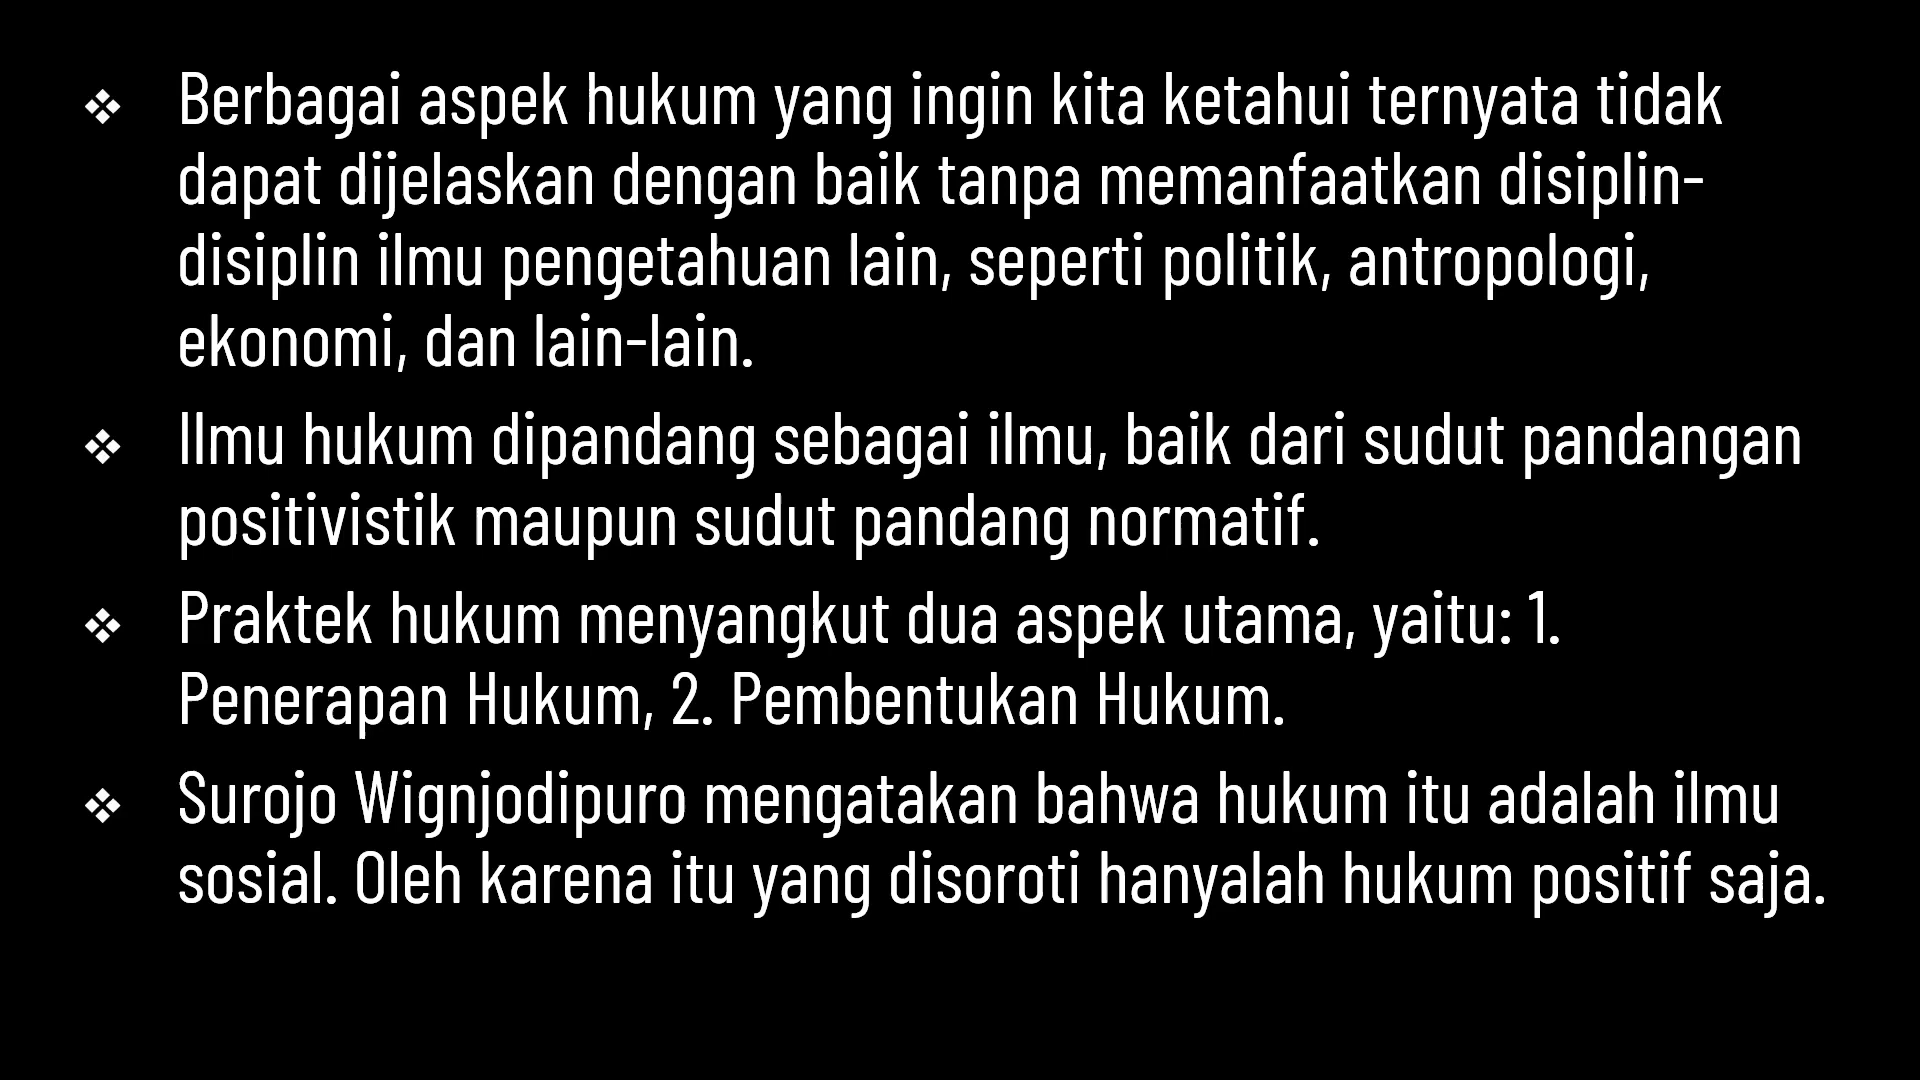 ❖ Berbagai aspek hukum yang ingin kita ketahui ternyata tidak
dapat dijelaskan dengan baik tanpa memanfaatkan disiplin-
disiplin ilmu pengetahuan lain, seperti politik, antropologi,
ekonomi, dan lain-lain.
❖ Ilmu hukum dipandang sebagai ilmu, baik dari sudut pandangan
positivistik maupun sudut pandang normatif.
❖ Praktek hukum menyangkut dua aspek utama, yaitu: 1.
Penerapan Hukum, 2. Pembentukan Hukum.
❖ Surojo Wignjodipuro mengatakan bahwa hukum itu adalah ilmu
sosial. Oleh karena itu yang disoroti hanyalah hukum positif saja.